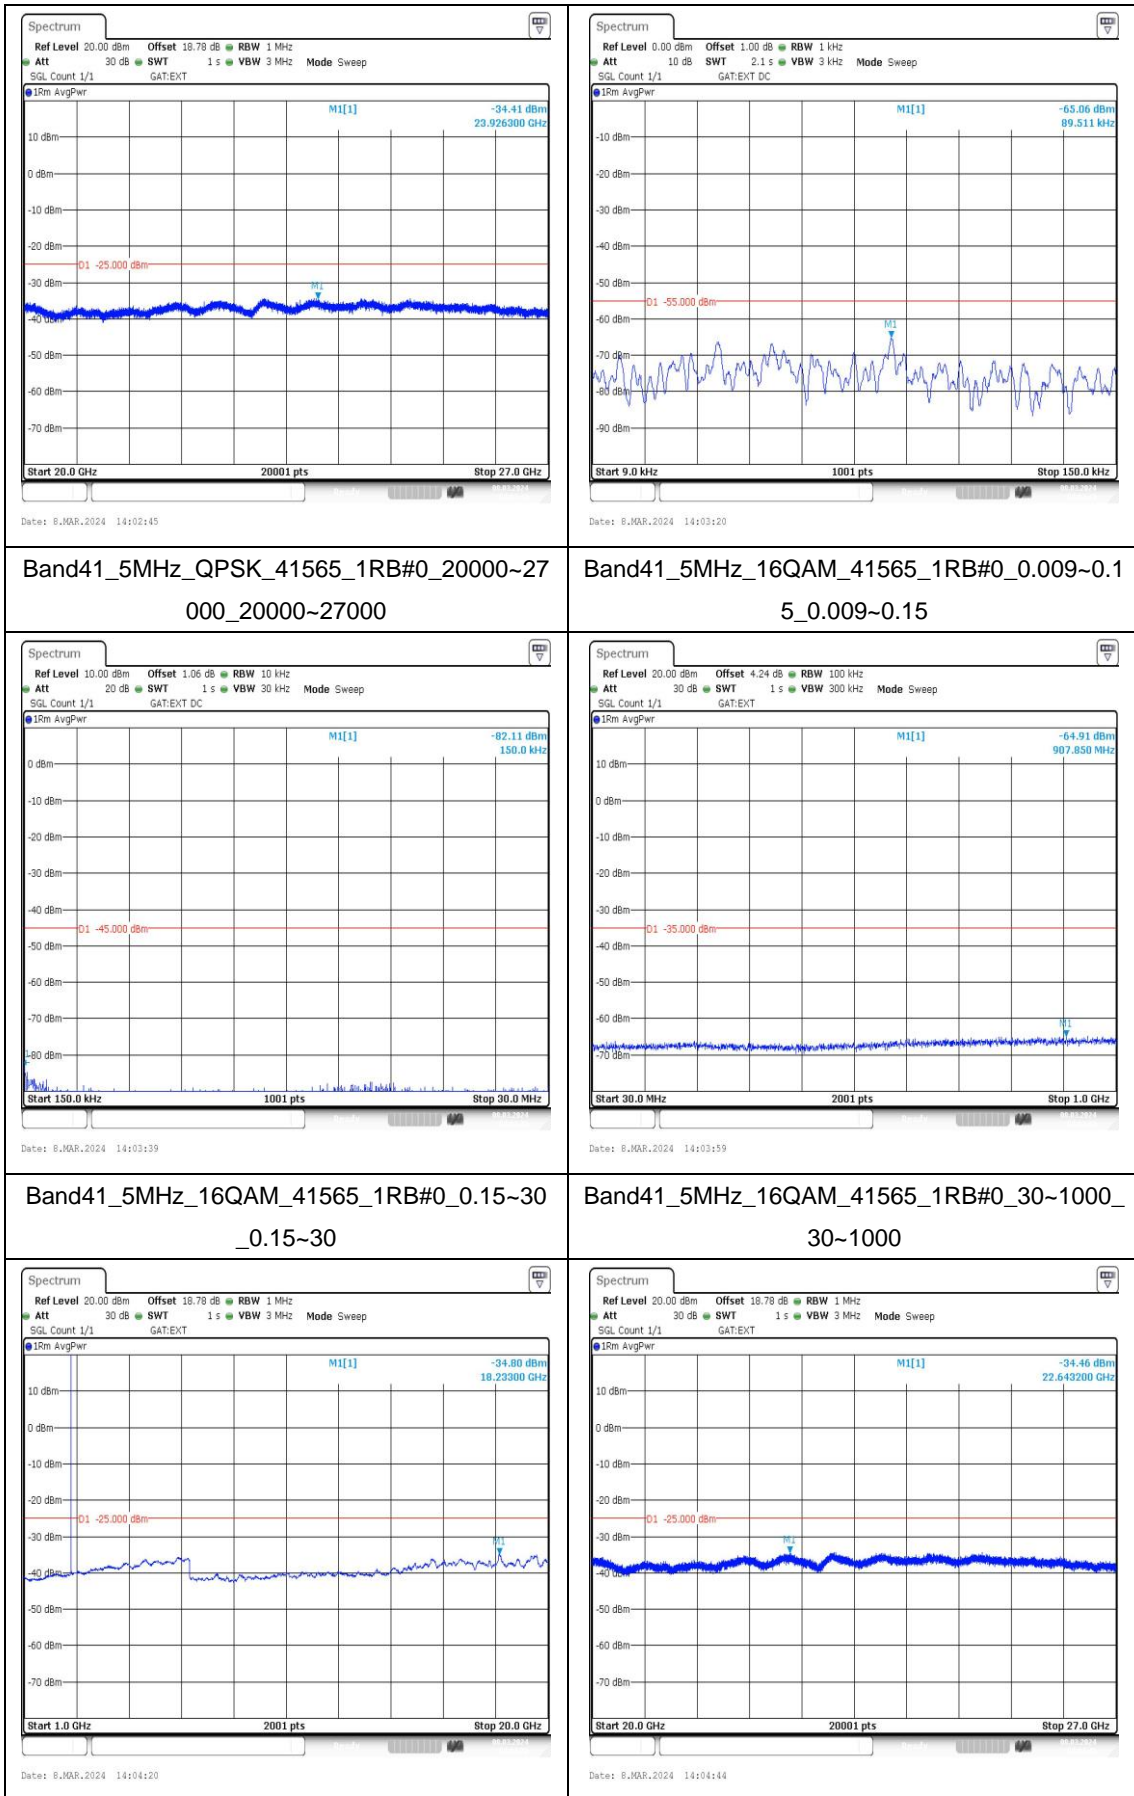 Spectrum
Ref Level 20.00 dBm Offset 18.78 dB RBW 1 MHz
Att 30 dB SWT 1 s VBW 3 MHz Mode Sweep
SGL Count 1/1 GAT:EXT
1Rm AvgPwr
M1[1] -34.41 dBm
23.926300 GHz
10 dBm
0 dBm
-10 dBm
-20 dBm
D1 -25.000 dBm
-30 dBm
M1
-40 dBm
-50 dBm
-60 dBm
-70 dBm
Start 20.0 GHz 20001 pts Stop 27.0 GHz
Date: 8.MAR.2024 14:02:45
Spectrum
Ref Level 0.00 dBm Offset 1.00 dB RBW 1 kHz
Att 10 dB SWT 2.1 s VBW 3 kHz Mode Sweep
SGL Count 1/1 GAT:EXT DC
1Rm AvgPwr
M1[1] -65.06 dBm
89.511 kHz
-10 dBm
-20 dBm
-30 dBm
-40 dBm
-50 dBm
D1 -55.000 dBm
-60 dBm
M1
-70 dBm
-80 dBm
-90 dBm
Start 9.0 kHz 1001 pts Stop 150.0 kHz
Date: 8.MAR.2024 14:03:20
Band41_5MHz_QPSK_41565_1RB#0_20000~27
000_20000~27000
Band41_5MHz_16QAM_41565_1RB#0_0.009~0.1
5_0.009~0.15
Spectrum
Ref Level 10.00 dBm Offset 1.06 dB RBW 10 kHz
Att 20 dB SWT 1 s VBW 30 kHz Mode Sweep
SGL Count 1/1 GAT:EXT DC
1Rm AvgPwr
M1[1] -82.11 dBm
150.0 kHz
0 dBm
-10 dBm
-20 dBm
-30 dBm
-40 dBm
D1 -45.000 dBm
-50 dBm
-60 dBm
-70 dBm
-80 dBm
Start 150.0 kHz 1001 pts Stop 30.0 MHz
Date: 8.MAR.2024 14:03:39
Spectrum
Ref Level 20.00 dBm Offset 4.24 dB RBW 100 kHz
Att 30 dB SWT 1 s VBW 300 kHz Mode Sweep
SGL Count 1/1 GAT:EXT
1Rm AvgPwr
M1[1] -64.91 dBm
907.850 MHz
10 dBm
0 dBm
-10 dBm
-20 dBm
-30 dBm
D1 -35.000 dBm
-40 dBm
-50 dBm
-60 dBm
M1
-70 dBm
Start 30.0 MHz 2001 pts Stop 1.0 GHz
Date: 8.MAR.2024 14:03:59
Band41_5MHz_16QAM_41565_1RB#0_0.15~30
_0.15~30
Band41_5MHz_16QAM_41565_1RB#0_30~1000_
30~1000
Spectrum
Ref Level 20.00 dBm Offset 18.78 dB RBW 1 MHz
Att 30 dB SWT 1 s VBW 3 MHz Mode Sweep
SGL Count 1/1 GAT:EXT
1Rm AvgPwr
M1[1] -34.80 dBm
18.23300 GHz
10 dBm
0 dBm
-10 dBm
-20 dBm
D1 -25.000 dBm
-30 dBm
M1
-40 dBm
-50 dBm
-60 dBm
-70 dBm
Start 1.0 GHz 2001 pts Stop 20.0 GHz
Date: 8.MAR.2024 14:04:20
Spectrum
Ref Level 20.00 dBm Offset 18.78 dB RBW 1 MHz
Att 30 dB SWT 1 s VBW 3 MHz Mode Sweep
SGL Count 1/1 GAT:EXT
1Rm AvgPwr
M1[1] -34.46 dBm
22.643200 GHz
10 dBm
0 dBm
-10 dBm
-20 dBm
D1 -25.000 dBm
-30 dBm
M1
-40 dBm
-50 dBm
-60 dBm
-70 dBm
Start 20.0 GHz 20001 pts Stop 27.0 GHz
Date: 8.MAR.2024 14:04:44